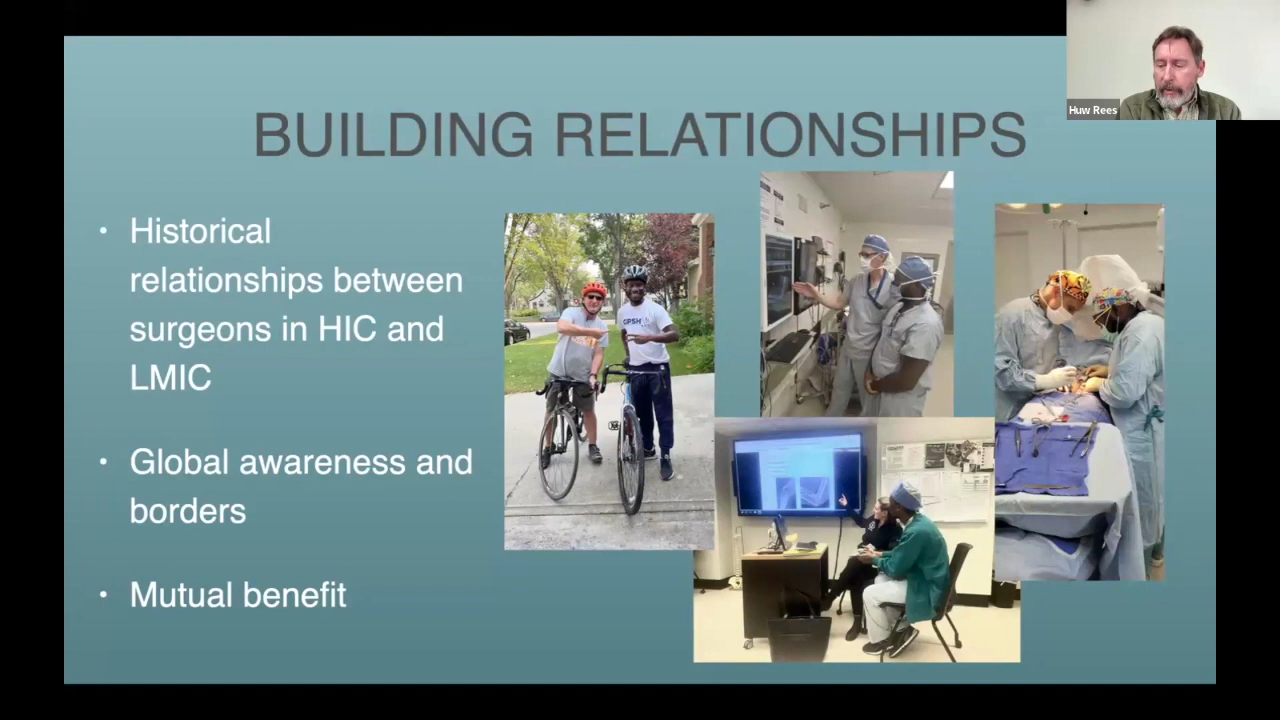 Huw Rees
BUILDING RELATIONSHIPS
• Historical
relationships between
surgeons in HIC and
LMIC
• Global awareness and
borders
• Mutual benefit